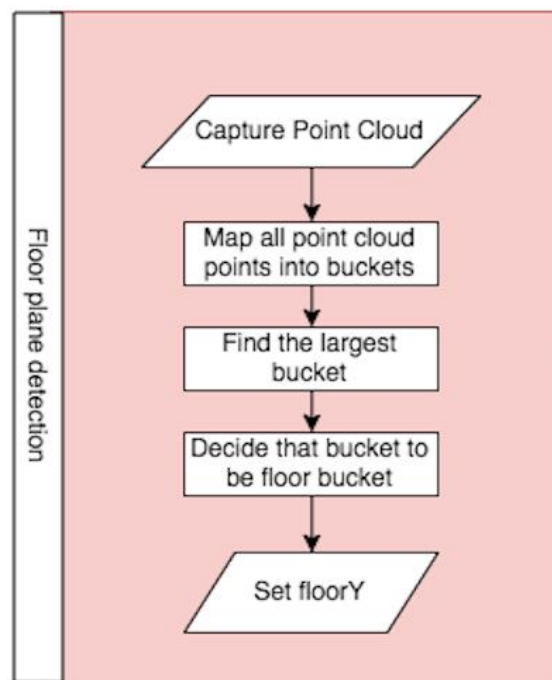 Floor plane detection
Capture Point Cloud
Map all point cloud
points into buckets
Find the largest
bucket
Decide that bucket to
be floor bucket
Set floorY